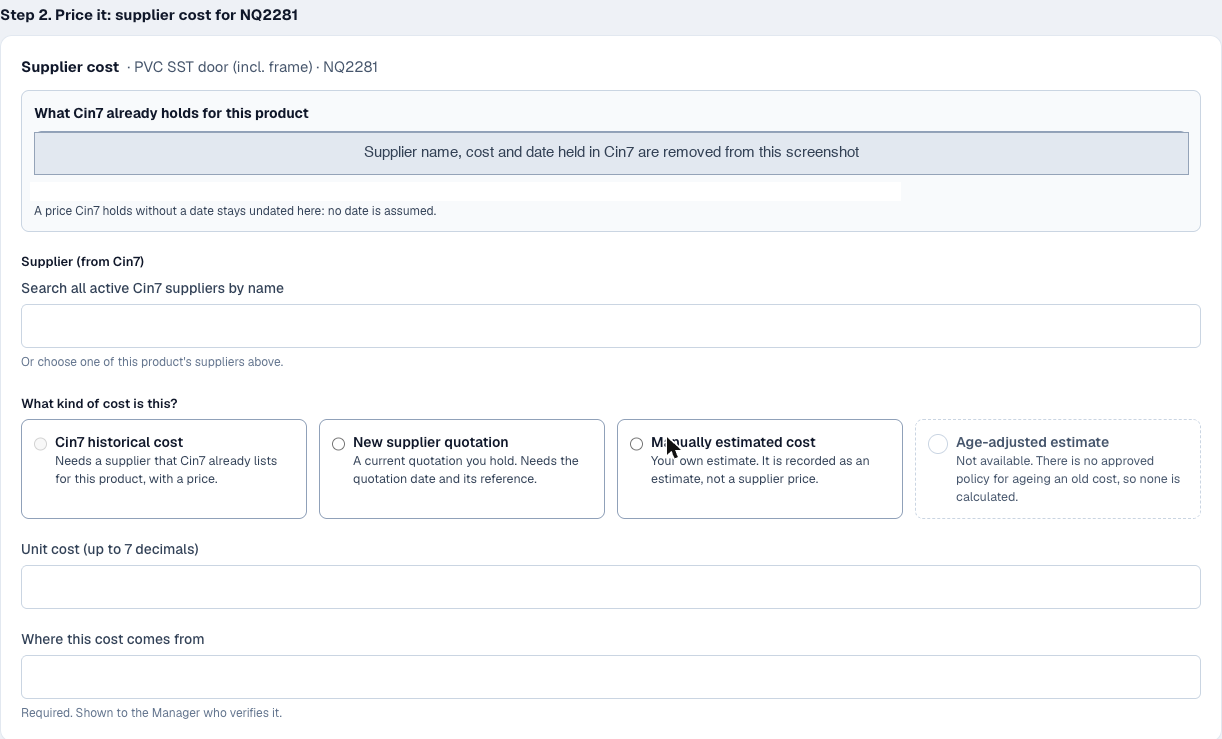 Step 2. Price it: supplier cost for NQ2281
Supplier cost · PVC SST door (incl. frame) · NQ2281
What Cin7 already holds for this product
Supplier name, cost and date held in Cin7 are removed from this screenshot
A price Cin7 holds without a date stays undated here: no date is assumed.
Supplier (from Cin7)
Search all active Cin7 suppliers by name
Or choose one of this product's suppliers above.
What kind of cost is this?
Cin7 historical cost
Needs a supplier that Cin7 already lists
for this product, with a price.
New supplier quotation
A current quotation you hold. Needs the
quotation date and its reference.
Manually estimated cost
Your own estimate. It is recorded as an
estimate, not a supplier price.
Age-adjusted estimate
Not available. There is no approved
policy for ageing an old cost, so none is
calculated.
Unit cost (up to 7 decimals)
Where this cost comes from
Required. Shown to the Manager who verifies it.